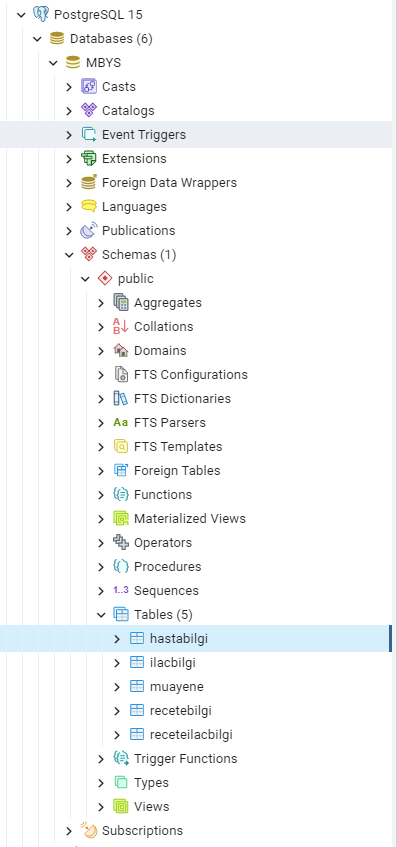 PostgreSQL 15
Databases (6)
MBYS
Casts
Catalogs
Event Triggers
Extensions
Foreign Data Wrappers
Languages
Publications
Schemas (1)
public
Aggregates
Collations
Domains
FTS Configurations
FTS Dictionaries
Aa FTS Parsers
FTS Templates
Foreign Tables
Functions
Materialized Views
Operators
Procedures
1..3 Sequences
Tables (5)
hastabilgi
ilacbilgi
muayene
recetebilgi
receteilacbilgi
Trigger Functions
Types
Views
Subscriptions